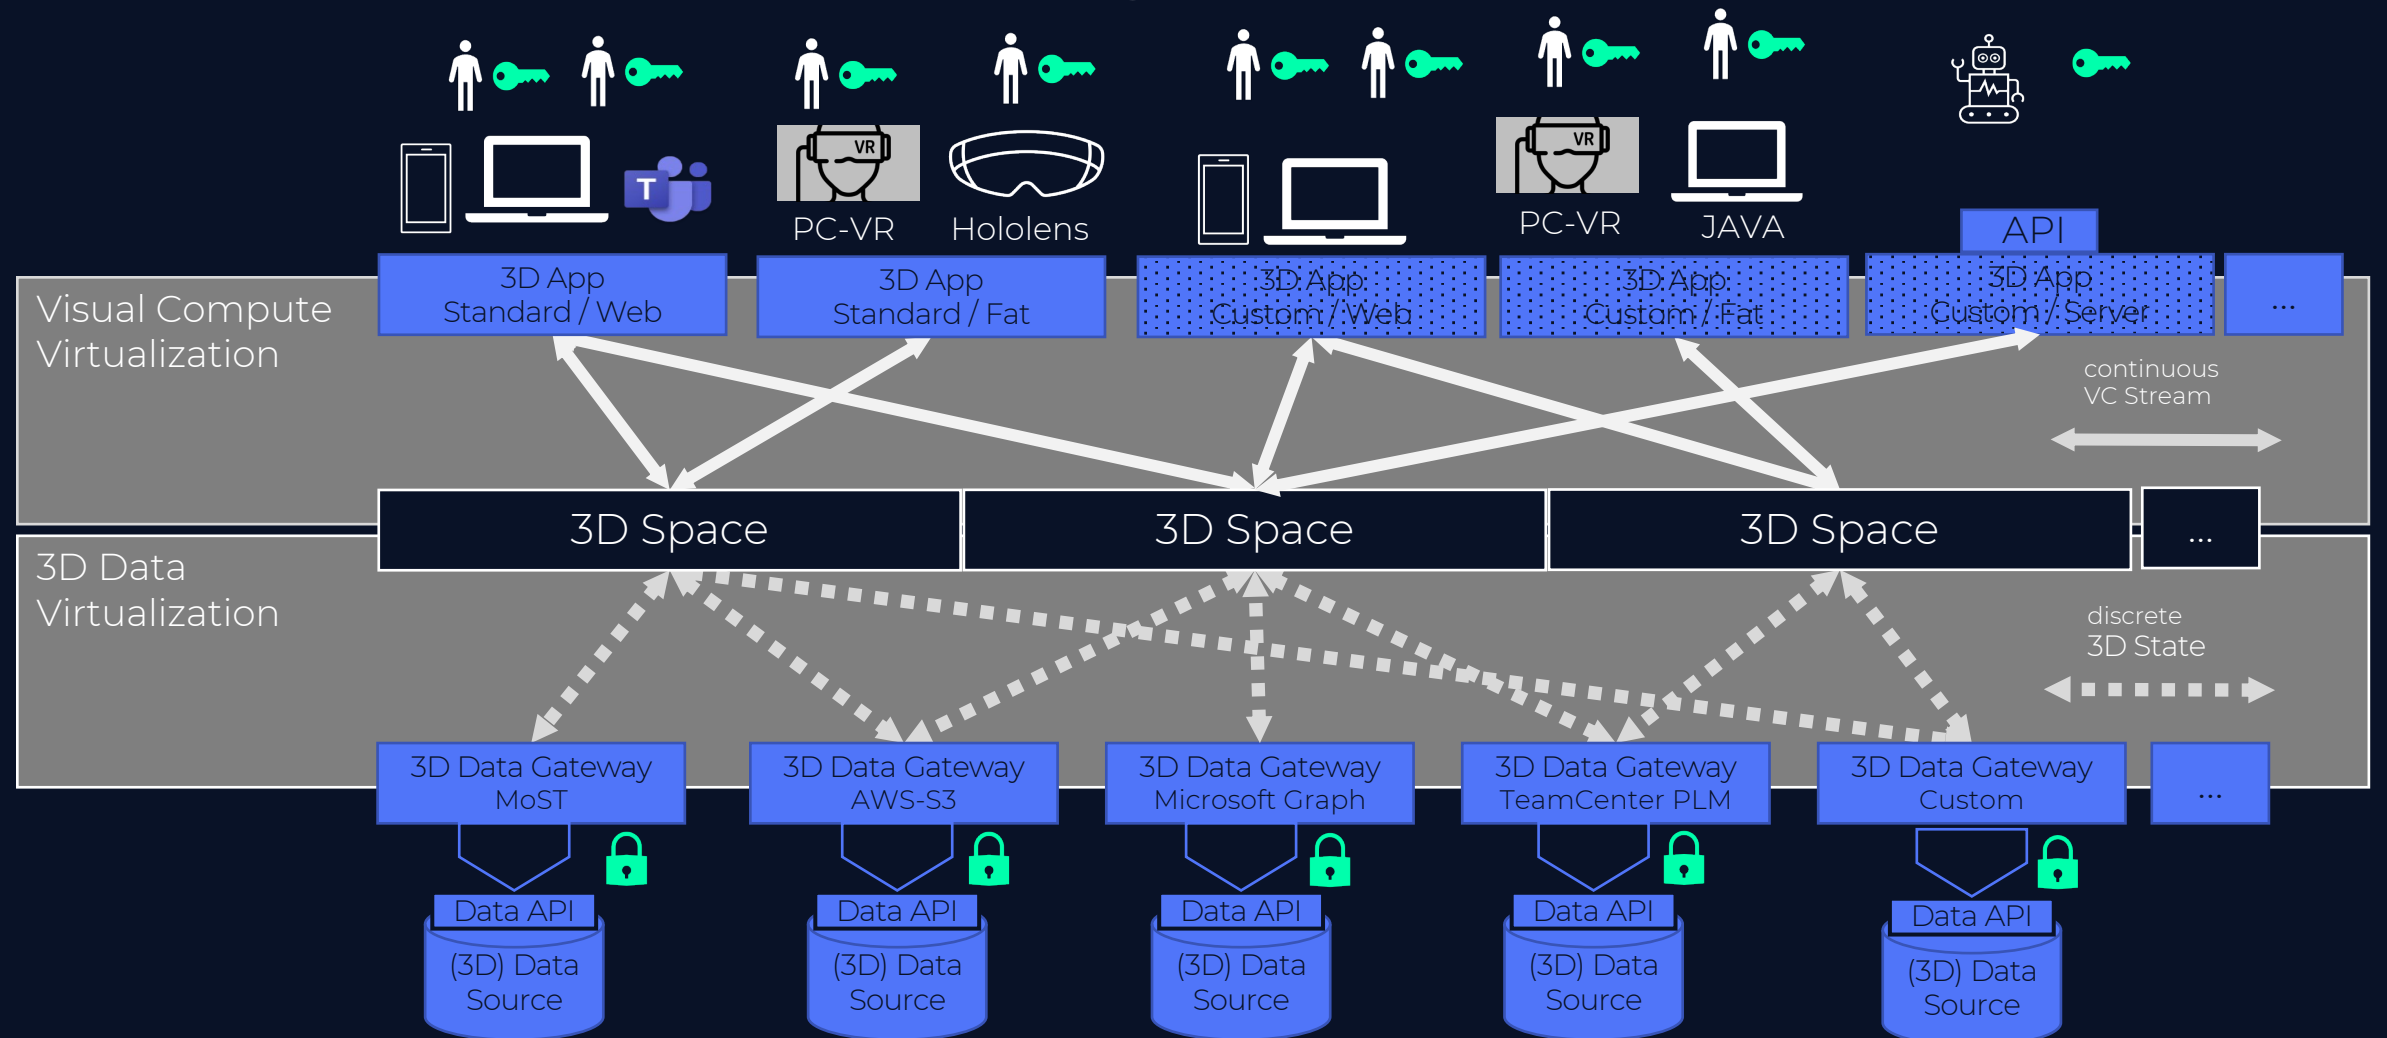 VR
T
PC-VR
Hololens
VR
PC-VR
JAVA
API
Visual Compute
Virtualization
3D App
Standard / Web
3D App
Standard / Fat
3D App
Custom / Web
3D App
Custom / Fat
3D App
Custom / Server
...
continuous
VC Stream
3D Space
3D Space
3D Space
...
3D Data
Virtualization
discrete
3D State
3D Data Gateway
MoST
3D Data Gateway
AWS-S3
3D Data Gateway
Microsoft Graph
3D Data Gateway
TeamCenter PLM
3D Data Gateway
Custom
...
Data API
(3D) Data
Source
Data API
(3D) Data
Source
Data API
(3D) Data
Source
Data API
(3D) Data
Source
Data API
(3D) Data
Source